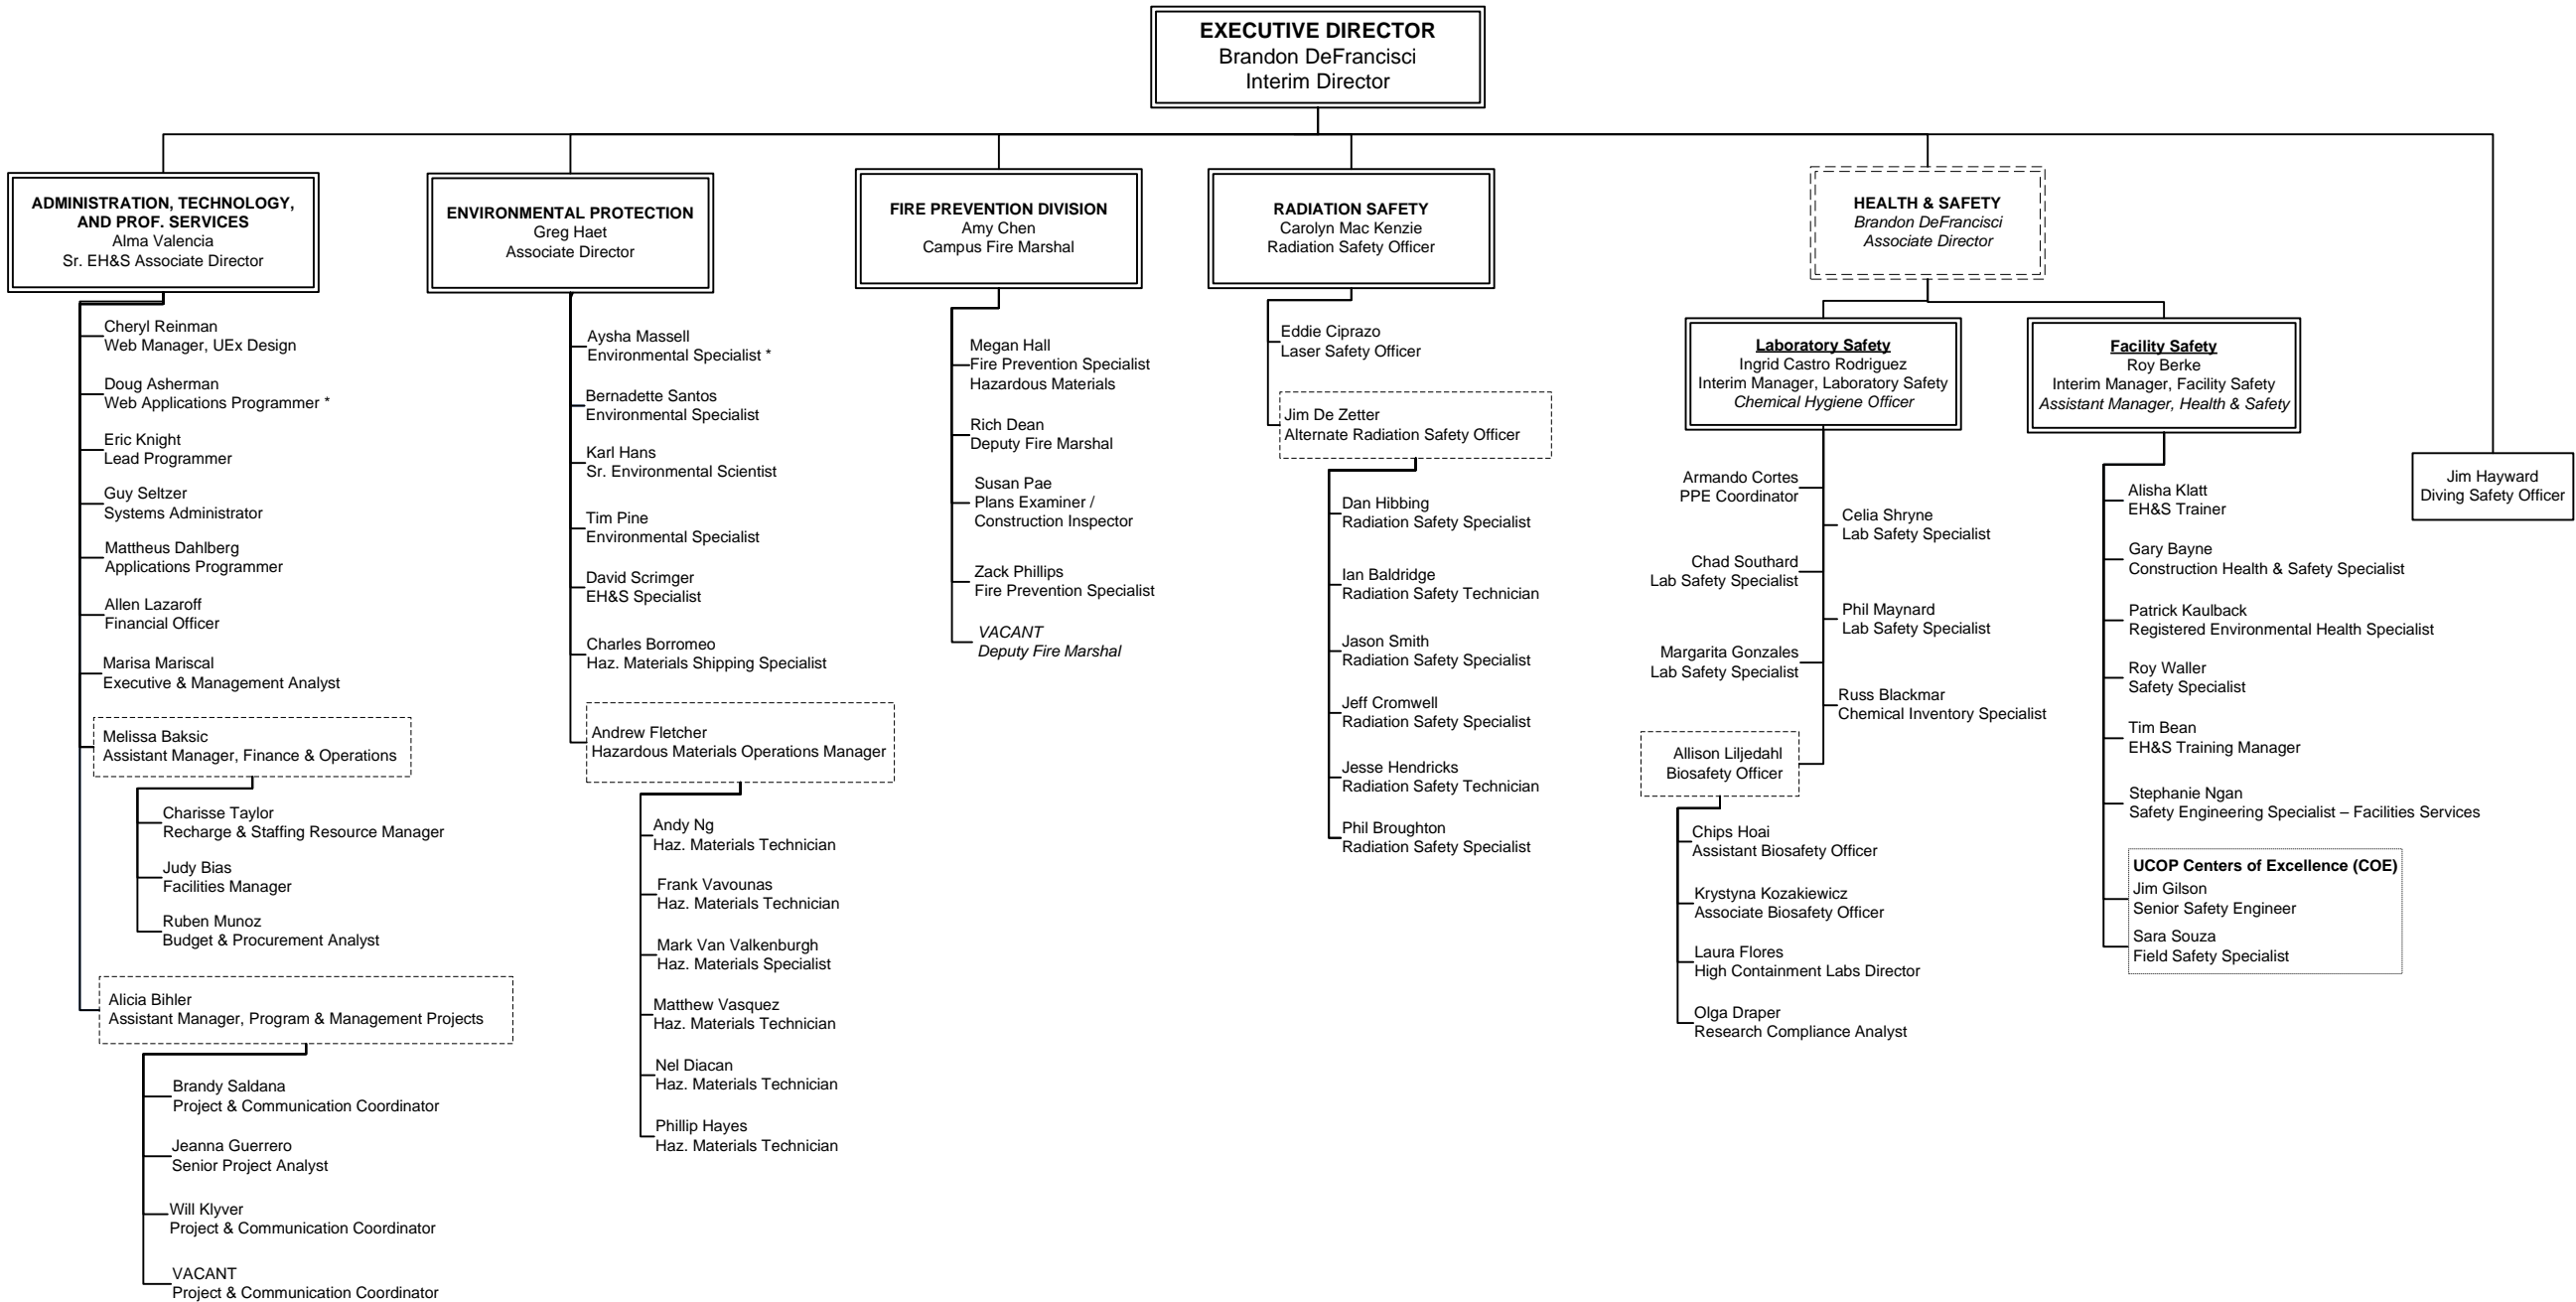 EXECUTIVE DIRECTOR
Brandon DeFrancisci
Interim Director
ADMINISTRATION, TECHNOLOGY,
AND PROF. SERVICES
Alma Valencia
Sr. EH&S Associate Director
Cheryl Reinman
Web Manager, UEx Design
Doug Asherman
Web Applications Programmer *
Eric Knight
Lead Programmer
Guy Seltzer
Systems Administrator
Mattheus Dahlberg
Applications Programmer
Allen Lazaroff
Financial Officer
Marisa Mariscal
Executive & Management Analyst
Melissa Baksic
Assistant Manager, Finance & Operations
Charisse Taylor
Recharge & Staffing Resource Manager
Judy Bias
Facilities Manager
Ruben Munoz
Budget & Procurement Analyst
Alicia Bihler
Assistant Manager, Program & Management Projects
Brandy Saldana
Project & Communication Coordinator
Jeanna Guerrero
Senior Project Analyst
Will Klyver
Project & Communication Coordinator
VACANT
Project & Communication Coordinator
ENVIRONMENTAL PROTECTION
Greg Haet
Associate Director
Aysha Massell
Environmental Specialist *
Bernadette Santos
Environmental Specialist
Karl Hans
Sr. Environmental Scientist
Tim Pine
Environmental Specialist
David Scrimger
EH&S Specialist
Charles Borromeo
Haz. Materials Shipping Specialist
Andrew Fletcher
Hazardous Materials Operations Manager
Andy Ng
Haz. Materials Technician
Frank Vavounas
Haz. Materials Technician
Mark Van Valkenburgh
Haz. Materials Specialist
Matthew Vasquez
Haz. Materials Technician
Nel Diacan
Haz. Materials Technician
Phillip Hayes
Haz. Materials Technician
FIRE PREVENTION DIVISION
Amy Chen
Campus Fire Marshal
Megan Hall
Fire Prevention Specialist
Hazardous Materials
Rich Dean
Deputy Fire Marshal
Susan Pae
Plans Examiner /
Construction Inspector
Zack Phillips
Fire Prevention Specialist
VACANT
Deputy Fire Marshal
RADIATION SAFETY
Carolyn Mac Kenzie
Radiation Safety Officer
Eddie Ciprazo
Laser Safety Officer
Jim De Zetter
Alternate Radiation Safety Officer
Dan Hibbing
Radiation Safety Specialist
Ian Baldridge
Radiation Safety Technician
Jason Smith
Radiation Safety Specialist
Jeff Cromwell
Radiation Safety Specialist
Jesse Hendricks
Radiation Safety Technician
Phil Broughton
Radiation Safety Specialist
HEALTH & SAFETY
Brandon DeFrancisci
Associate Director
Laboratory Safety
Ingrid Castro Rodriguez
Interim Manager, Laboratory Safety
Chemical Hygiene Officer
Armando Cortes
PPE Coordinator
Celia Shryne
Lab Safety Specialist
Chad Southard
Lab Safety Specialist
Phil Maynard
Lab Safety Specialist
Margarita Gonzales
Lab Safety Specialist
Russ Blackmar
Chemical Inventory Specialist
Allison Liljedahl
Biosafety Officer
Chips Hoai
Assistant Biosafety Officer
Krystyna Kozakiewicz
Associate Biosafety Officer
Laura Flores
High Containment Labs Director
Olga Draper
Research Compliance Analyst
Facility Safety
Roy Berke
Interim Manager, Facility Safety
Assistant Manager, Health & Safety
Alisha Klatt
EH&S Trainer
Gary Bayne
Construction Health & Safety Specialist
Patrick Kaulback
Registered Environmental Health Specialist
Roy Waller
Safety Specialist
Tim Bean
EH&S Training Manager
Stephanie Ngan
Safety Engineering Specialist – Facilities Services
UCOP Centers of Excellence (COE)
Jim Gilson
Senior Safety Engineer
Sara Souza
Field Safety Specialist
Jim Hayward
Diving Safety Officer